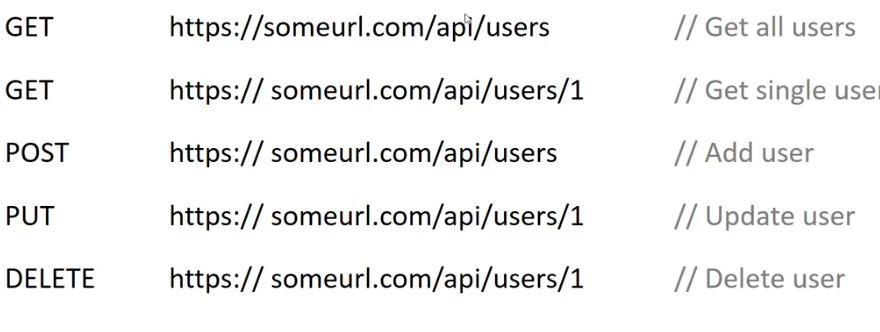 GET https://someurl.com/api/users // Get all users
GET https:// someurl.com/api/users/1 // Get single user
POST https:// someurl.com/api/users // Add user
PUT https:// someurl.com/api/users/1 // Update user
DELETE https:// someurl.com/api/users/1 // Delete user